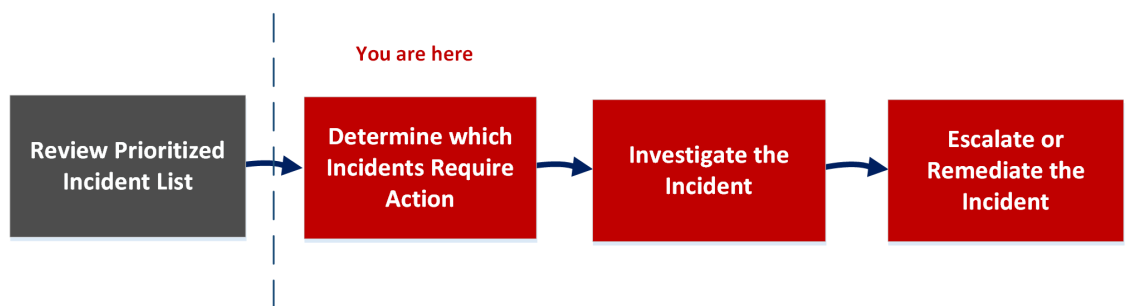 You are here
Review Prioritized
Incident List
Determine which
Incidents Require
Action
Investigate the
Incident
Escalate or
Remediate the
Incident